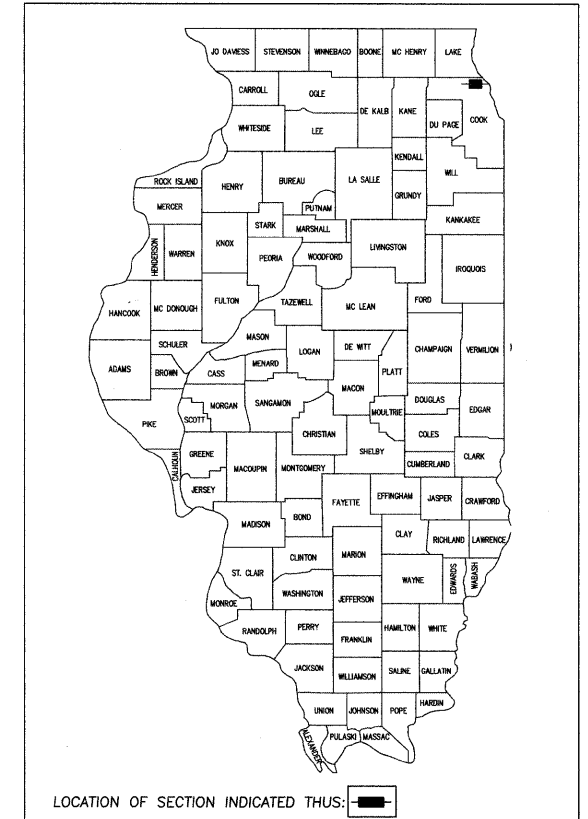 JO DAVIESS STEVENSON WINNEBACO BOONE MC HENRY LAKE
CARROLL OGLE DE KALB KANE DU PAGE COOK
WHITESIDE LEE
KENDALL
ROCK ISLAND HENRY BUREAU LA SALLE GRUNDY WILL
MERCER PUTNAM KANKAKEE
HENDERSON WARREN KNOX STARK MARSHALL
PEORIA WOODFORD LIVINGSTON IROQUOIS
HANCOOK MC DONOUGH FULTON TAZEWELL MC LEAN FORD
SCHULER MASON LOGAN DE WITT CHAMPAIGN VERMILION
ADAMS BROWN CASS MENARD MACON PLATT
PIKE SCOTT MORGAN SANGAMON MOULTRIE DOUGLAS EDGAR
CHRISTIAN COLES
CALHOUN GREENE MACOUPIN MONTGOMERY SHELBY CUMBERLAND CLARK
JERSEY FAYETTE EFFINGHAM JASPER CRAWFORD
MADISON BOND
CLINTON MARION CLAY RICHLAND LAWRENCE
ST. CLAIR WASHINGTON WAYNE EDWARDS WABASH
MONROE JEFFERSON
RANDOLPH PERRY FRANKLIN HAMILTON WHITE
JACKSON WILLIAMSON SALINE GALLATIN
UNION JOHNSON POPE HARDIN
ALEXANDER PULASKI MASSAC
LOCATION OF SECTION INDICATED THUS: